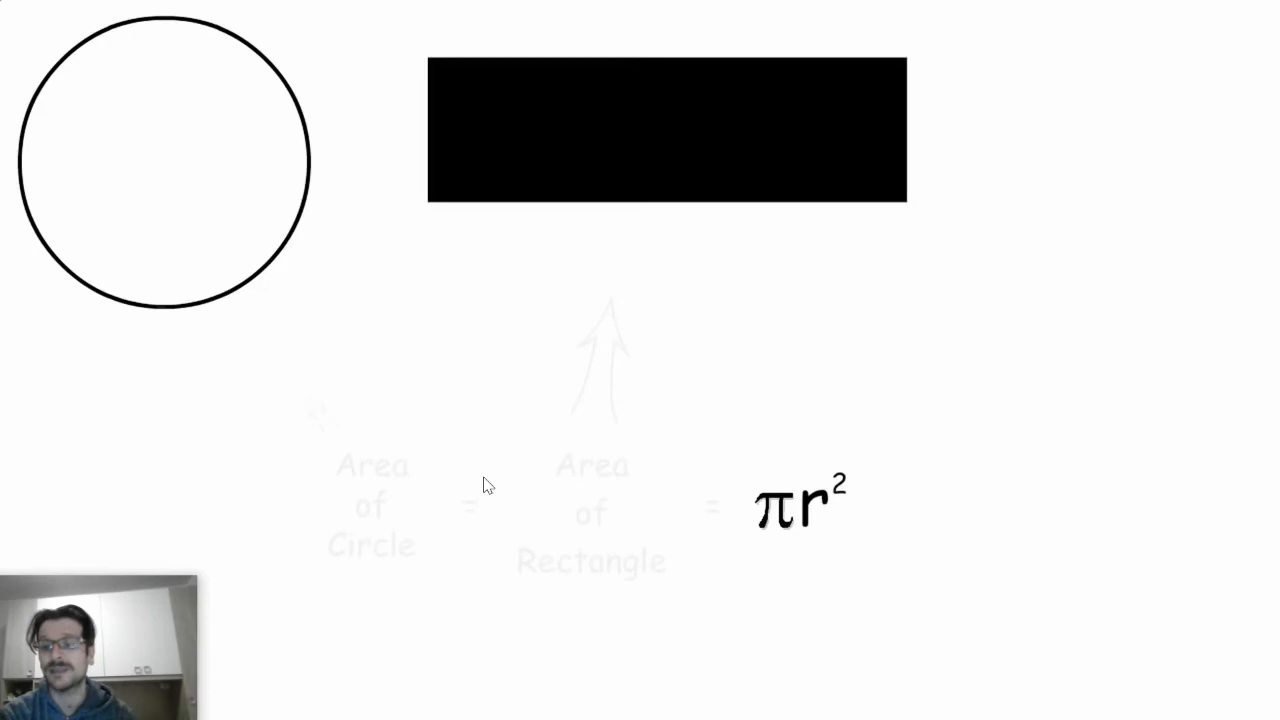 Area
of
Circle
=
Area
of
Rectangle
=
πr²